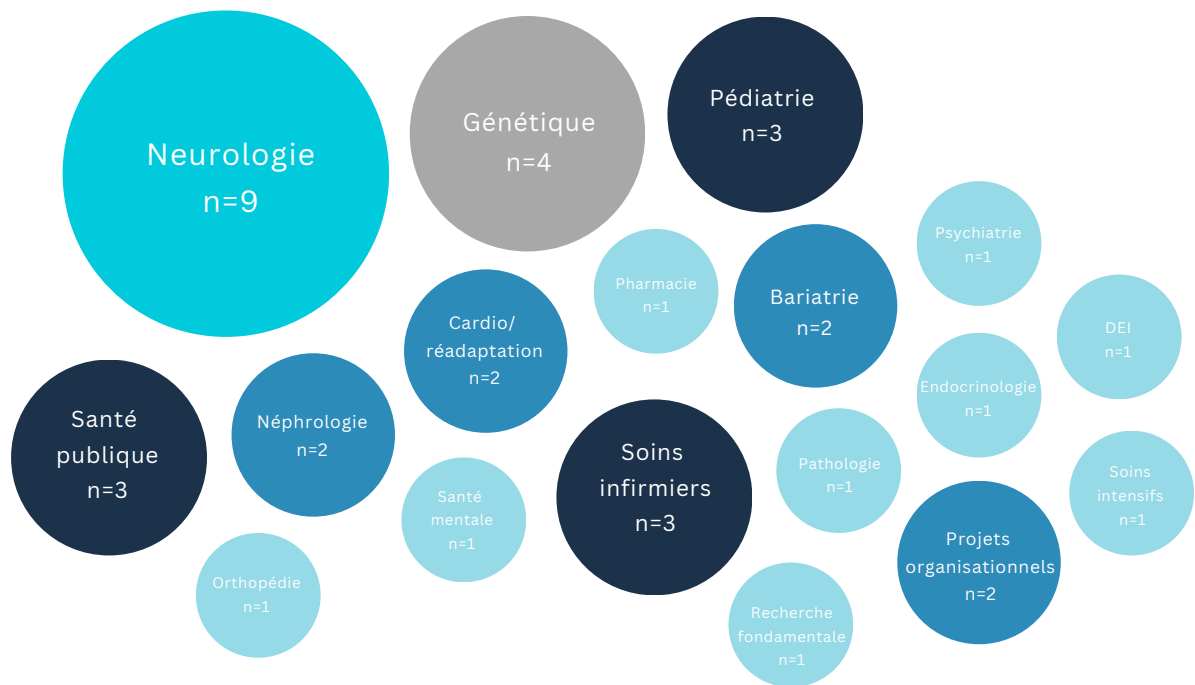 Neurologie
n=9
Génétique
n=4
Pédiatrie
n=3
Psychiatrie
n=1
Pharmacie
n=1
Bariatrie
n=2
DEI
n=1
Cardio/
réadaptation
n=2
Endocrinologie
n=1
Santé
publique
n=3
Néphrologie
n=2
Soins
infirmiers
n=3
Pathologie
n=1
Soins
intensifs
n=1
Santé
mentale
n=1
Projets
organisationnels
n=2
Orthopédie
n=1
Recherche
fondamentale
n=1